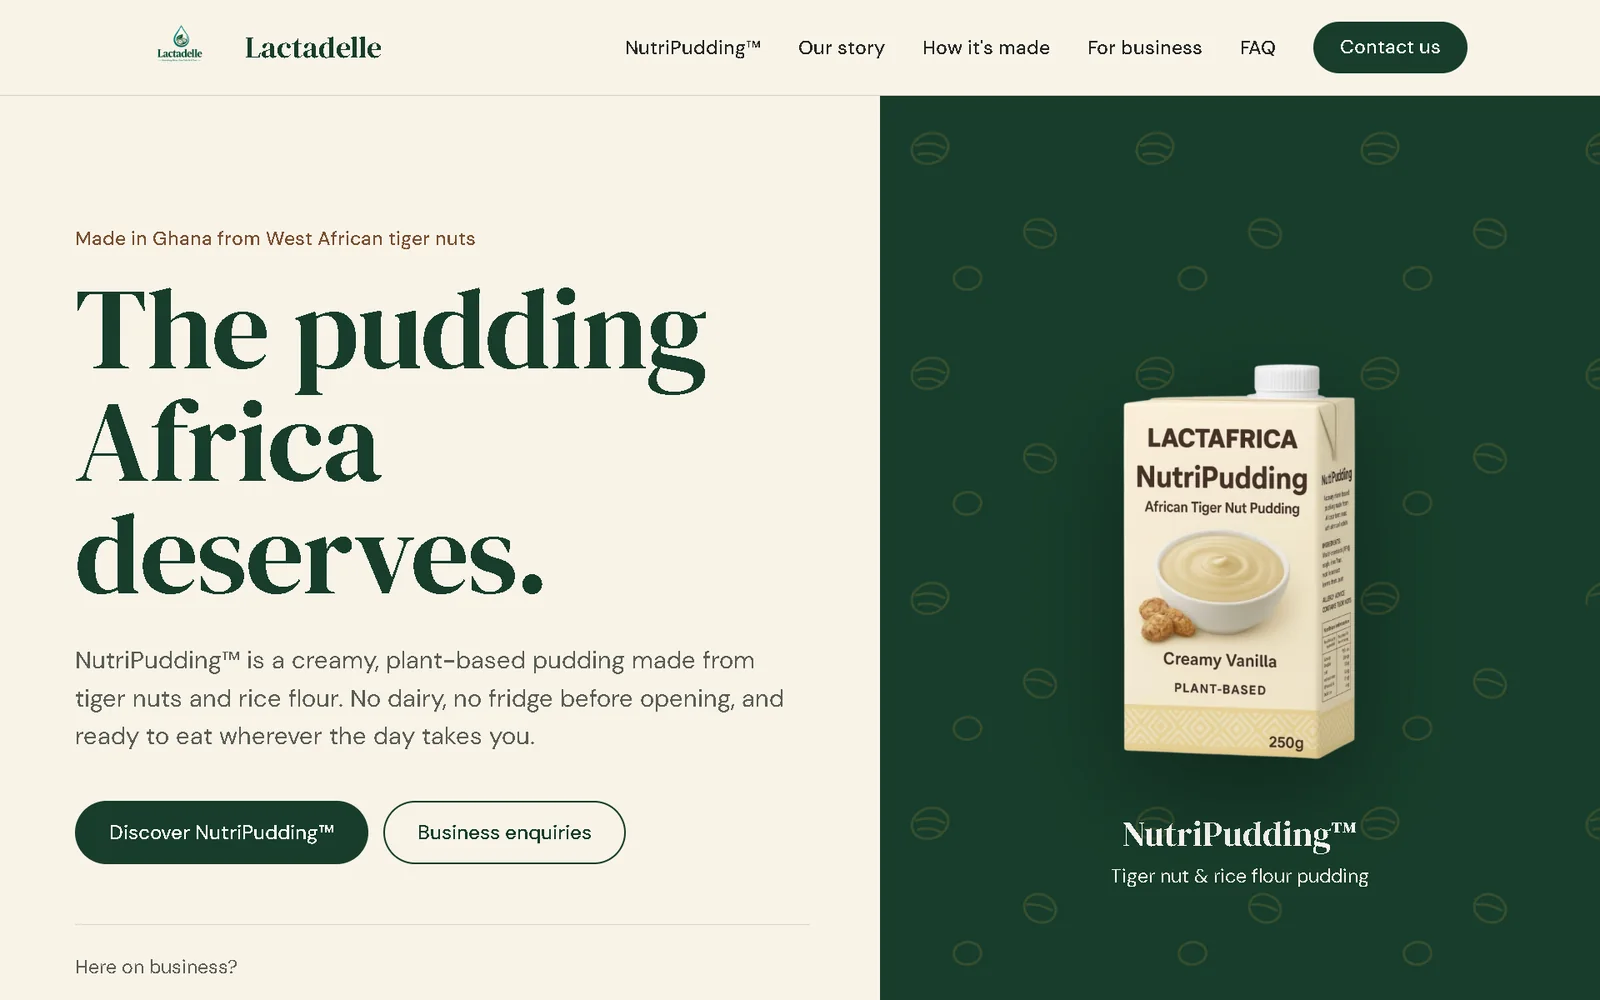 Lactadelle
Lactadelle
NutriPudding™
Our story
How it's made
For business
FAQ
Contact us
Made in Ghana from West African tiger nuts
The pudding
Africa
deserves.
NutriPudding™ is a creamy, plant-based pudding made from
tiger nuts and rice flour. No dairy, no fridge before opening, and
ready to eat wherever the day takes you.
Discover NutriPudding™
Business enquiries
Here on business?
LACTAFRICA
NutriPudding
African Tiger Nut Pudding
Creamy Vanilla
PLANT-BASED
250g
NutriPudding
NutriPudding™
Tiger nut & rice flour pudding